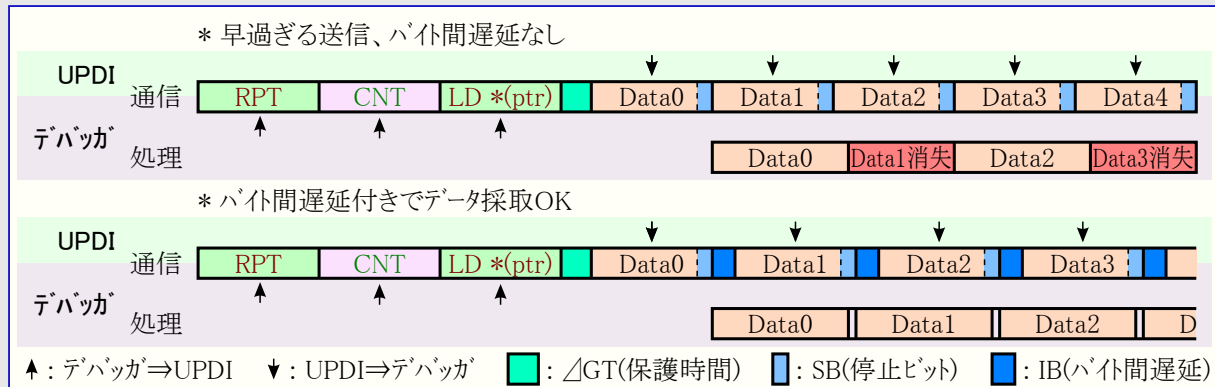 * 早過ぎる送信、バイト間遅延なし
UPDI
通信 RPT CNT LD *(ptr) Data0 Data1 Data2 Data3 Data4
デバッガ
処理 Data0 Data1消失 Data2 Data3消失
* バイト間遅延付きでデータ採取OK
UPDI
通信 RPT CNT LD *(ptr) Data0 Data1 Data2 Data3
デバッガ
処理 Data0 Data1 Data2 D
↑ : デバッガ⇒UPDI ↓ : UPDI⇒デバッガ : ⊿GT(保護時間) : SB(停止ビット) : IB(バイト間遅延)